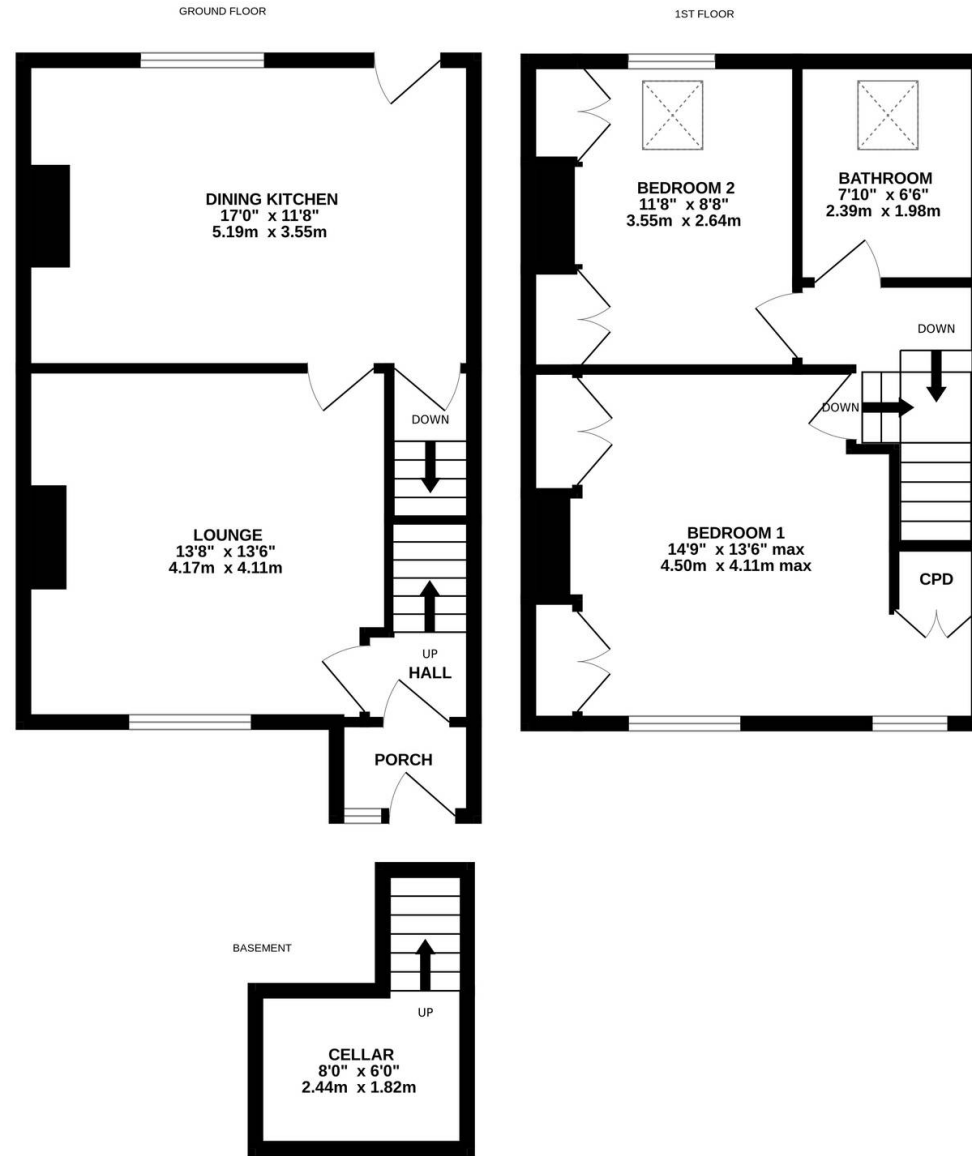 GROUND FLOOR
DINING KITCHEN
17'0" x 11'8"
5.19m x 3.55m
DOWN
LOUNGE
13'8" x 13'6"
4.17m x 4.11m
UP
HALL
PORCH
1ST FLOOR
BEDROOM 2
11'8" x 8'8"
3.55m x 2.64m
BATHROOM
7'10" x 6'6"
2.39m x 1.98m
DOWN
DOWN
BEDROOM 1
14'9" x 13'6" max
4.50m x 4.11m max
CPD
BASEMENT
UP
CELLAR
8'0" x 6'0"
2.44m x 1.82m